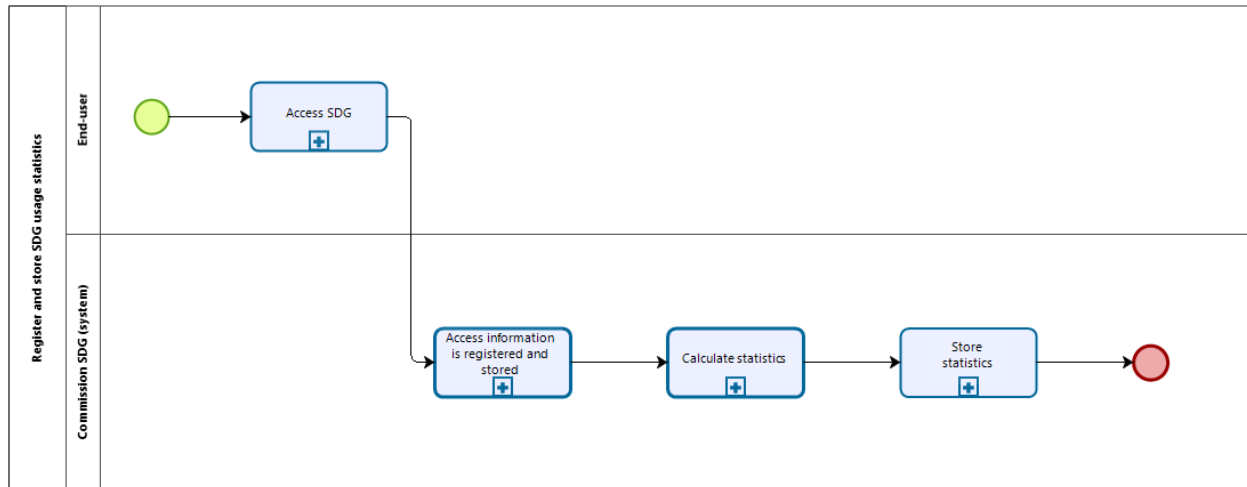 Register and store SDG usage statistics
End-user
Access SDG
Commission SDG (system)
Access information
is registered and
stored
Calculate statistics
Store
statistics